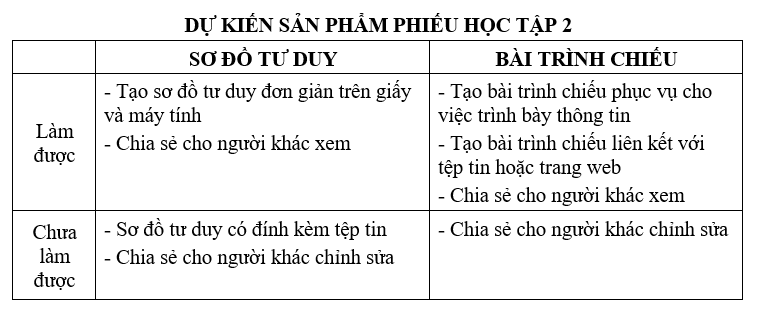 DỰ KIẾN SẢN PHẨM PHIẾU HỌC TẬP 2
SƠ ĐỒ TƯ DUY
BÀI TRÌNH CHIẾU
Làm
được
- Tạo sơ đồ tư duy đơn giản trên giấy
và máy tính
- Chia sẻ cho người khác xem
- Tạo bài trình chiếu phục vụ cho
việc trình bày thông tin
- Tạo bài trình chiếu liên kết với
tệp tin hoặc trang web
- Chia sẻ cho người khác xem
Chưa
làm
được
- Sơ đồ tư duy có đính kèm tệp tin
- Chia sẻ cho người khác chỉnh sửa
- Chia sẻ cho người khác chỉnh sửa